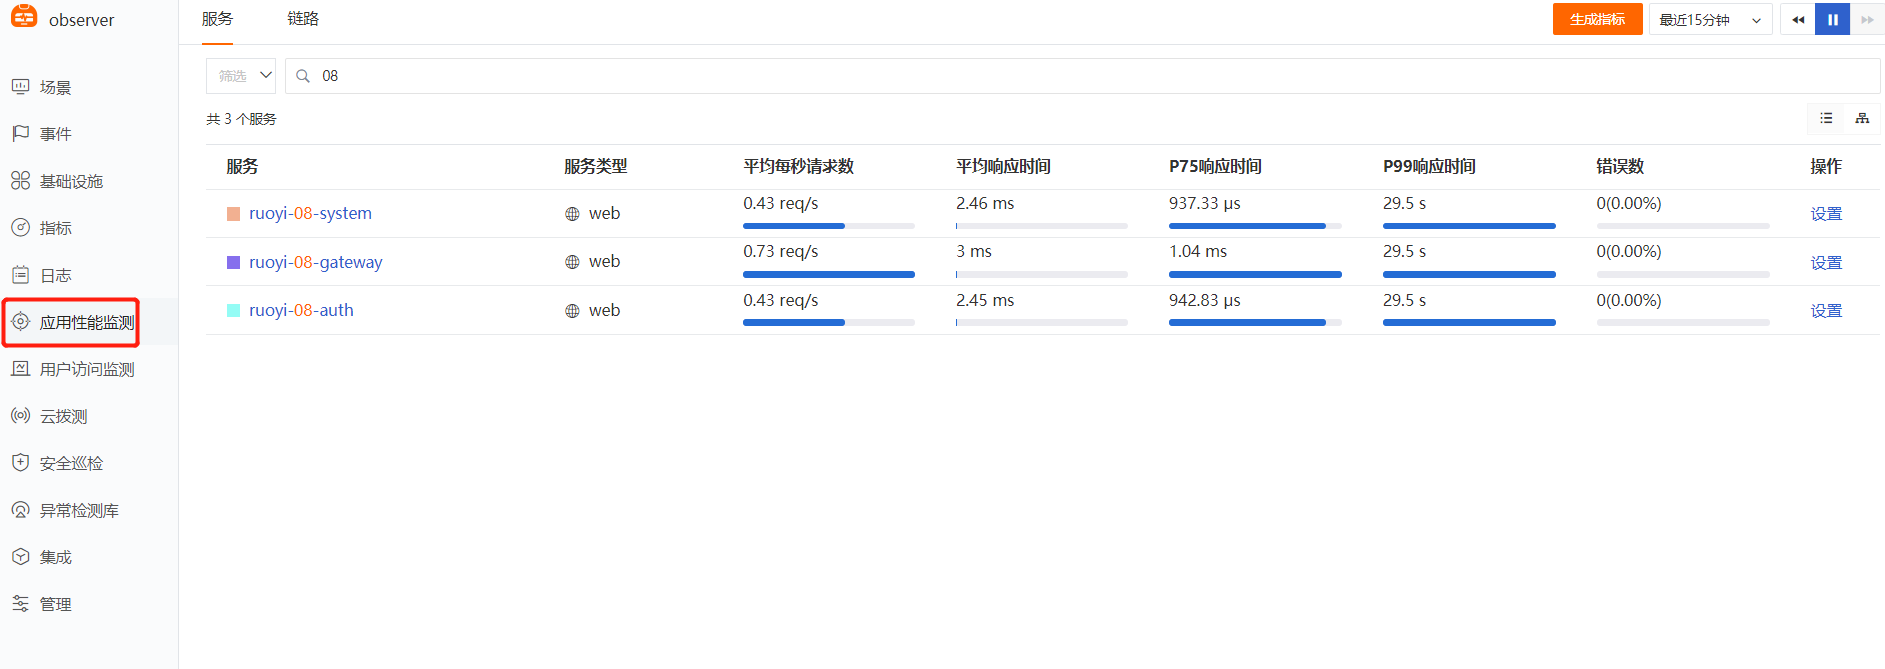 observer
服务 链路
生成指标 最近15分钟
场景
事件
基础设施
指标
日志
应用性能监测
用户访问监测
云拨测
安全巡检
异常检测库
集成
管理
筛选 08
共 3 个服务
服务 服务类型 平均每秒请求数 平均响应时间 P75响应时间 P99响应时间 错误数 操作
ruoyi-08-system web 0.43 req/s 2.46 ms 937.33 µs 29.5 s 0(0.00%) 设置
ruoyi-08-gateway web 0.73 req/s 3 ms 1.04 ms 29.5 s 0(0.00%) 设置
ruoyi-08-auth web 0.43 req/s 2.45 ms 942.83 µs 29.5 s 0(0.00%) 设置